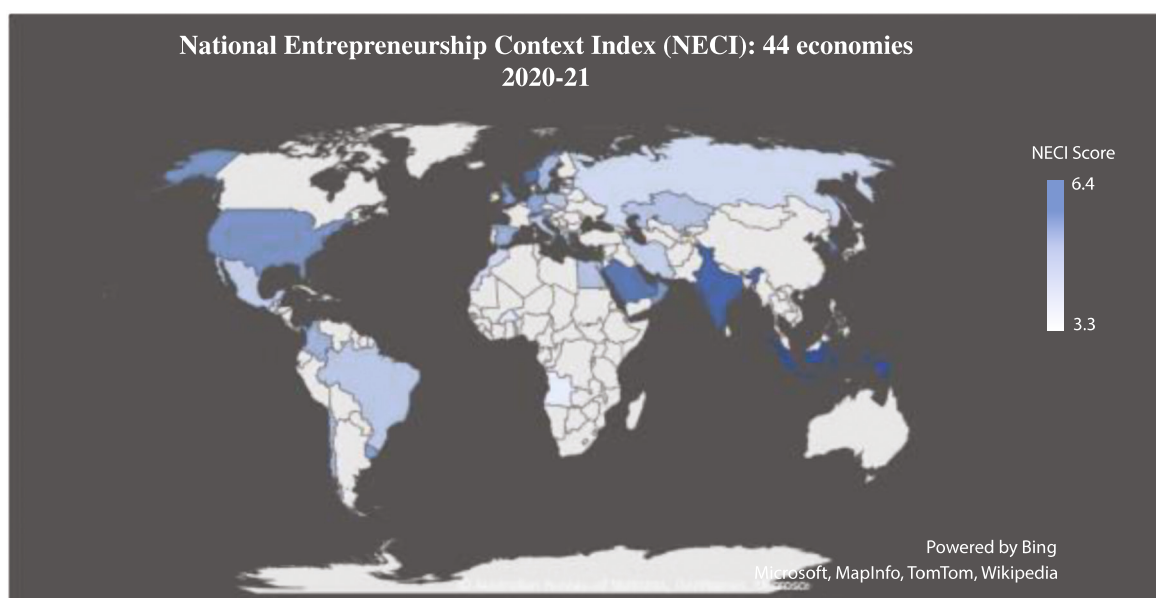 National Entrepreneurship Context Index (NECI): 44 economies
2020-21
NECI Score
6.4
3.3
Powered by Bing
Microsoft, MapInfo, TomTom, Wikipedia